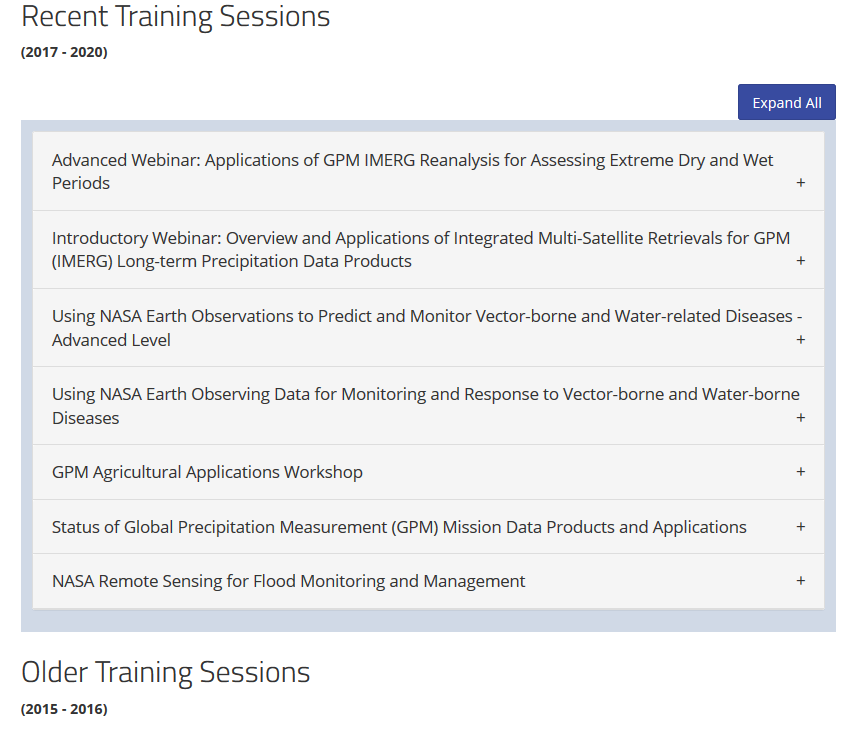 Recent Training Sessions
(2017 - 2020)
Expand All
Advanced Webinar: Applications of GPM IMERG Reanalysis for Assessing Extreme Dry and Wet
Periods
+
Introductory Webinar: Overview and Applications of Integrated Multi-Satellite Retrievals for GPM
(IMERG) Long-term Precipitation Data Products
+
Using NASA Earth Observations to Predict and Monitor Vector-borne and Water-related Diseases -
Advanced Level
+
Using NASA Earth Observing Data for Monitoring and Response to Vector-borne and Water-borne
Diseases
+
GPM Agricultural Applications Workshop
+
Status of Global Precipitation Measurement (GPM) Mission Data Products and Applications
+
NASA Remote Sensing for Flood Monitoring and Management
+
Older Training Sessions
(2015 - 2016)